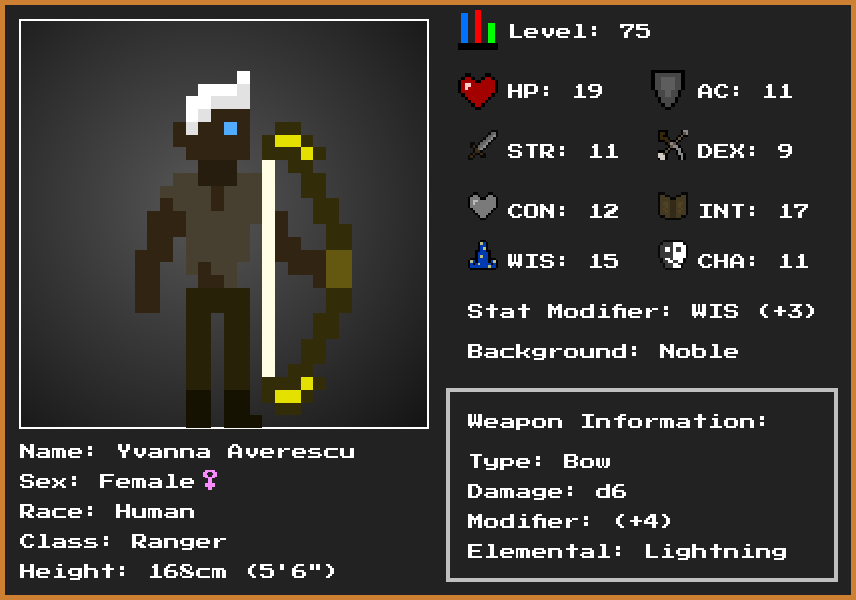 Level: 75
HP: 19
AC: 11
STR: 11
DEX: 9
CON: 12
INT: 17
WIS: 15
CHA: 11
Stat Modifier: WIS (+3)
Background: Noble
Weapon Information:
Type: Bow
Damage: d6
Modifier: (+4)
Elemental: Lightning
Name: Yvanna Averescu
Sex: Female♀
Race: Human
Class: Ranger
Height: 168cm (5'6")